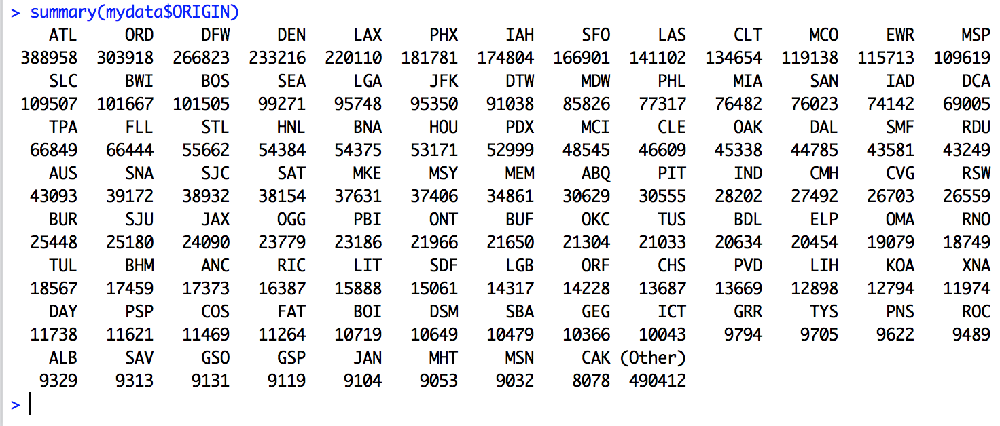 > summary(mydata$ORIGIN)
ATL ORD DFW DEN LAX PHX IAH SFO LAS CLT MCO EWR MSP
388958 303918 266823 233216 220110 181781 174804 166901 141102 134654 119138 115713 109619
SLC BWI BOS SEA LGA JFK DTW MDW PHL MIA SAN IAD DCA
109507 101667 101505 99271 95748 95350 91038 85826 77317 76482 76023 74142 69005
TPA FLL STL HNL BNA HOU PDX MCI CLE OAK DAL SMF RDU
66849 66444 55662 54384 54375 53171 52999 48545 46609 45338 44785 43581 43249
AUS SNA SJC SAT MKE MSY MEM ABQ PIT IND CMH CVG RSW
43093 39172 38932 38154 37631 37406 34861 30629 30555 28202 27492 26703 26559
BUR SJU JAX OGG PBI ONT BUF OKC TUS BDL ELP OMA RNO
25448 25180 24090 23779 23186 21966 21650 21304 21033 20634 20454 19079 18749
TUL BHM ANC RIC LIT SDF LGB ORF CHS PVD LIH KOA XNA
18567 17459 17373 16387 15888 15061 14317 14228 13687 13669 12898 12794 11974
DAY PSP COS FAT BOI DSM SBA GEG ICT GRR TYS PNS ROC
11738 11621 11469 11264 10719 10649 10479 10366 10043 9794 9705 9622 9489
ALB SAV GSO GSP JAN MHT MSN CAK (Other)
9329 9313 9131 9119 9104 9053 9032 8078 490412
>